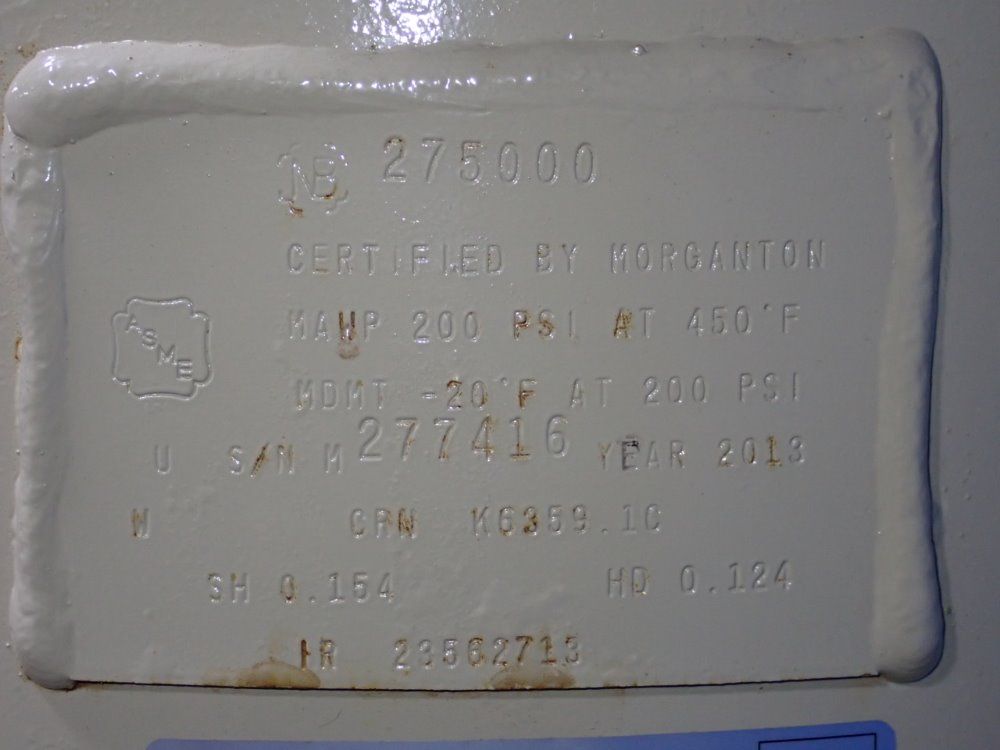 NB 275000
CERTIFIED BY MORGANTON
MAWP 200 PSI AT 450°F
ASME
MDMT -20°F AT 200 PSI
U S/N M 277416 YEAR 2013
W CRN K6359.1C
SH 0.154 HD 0.124
IR 23562713